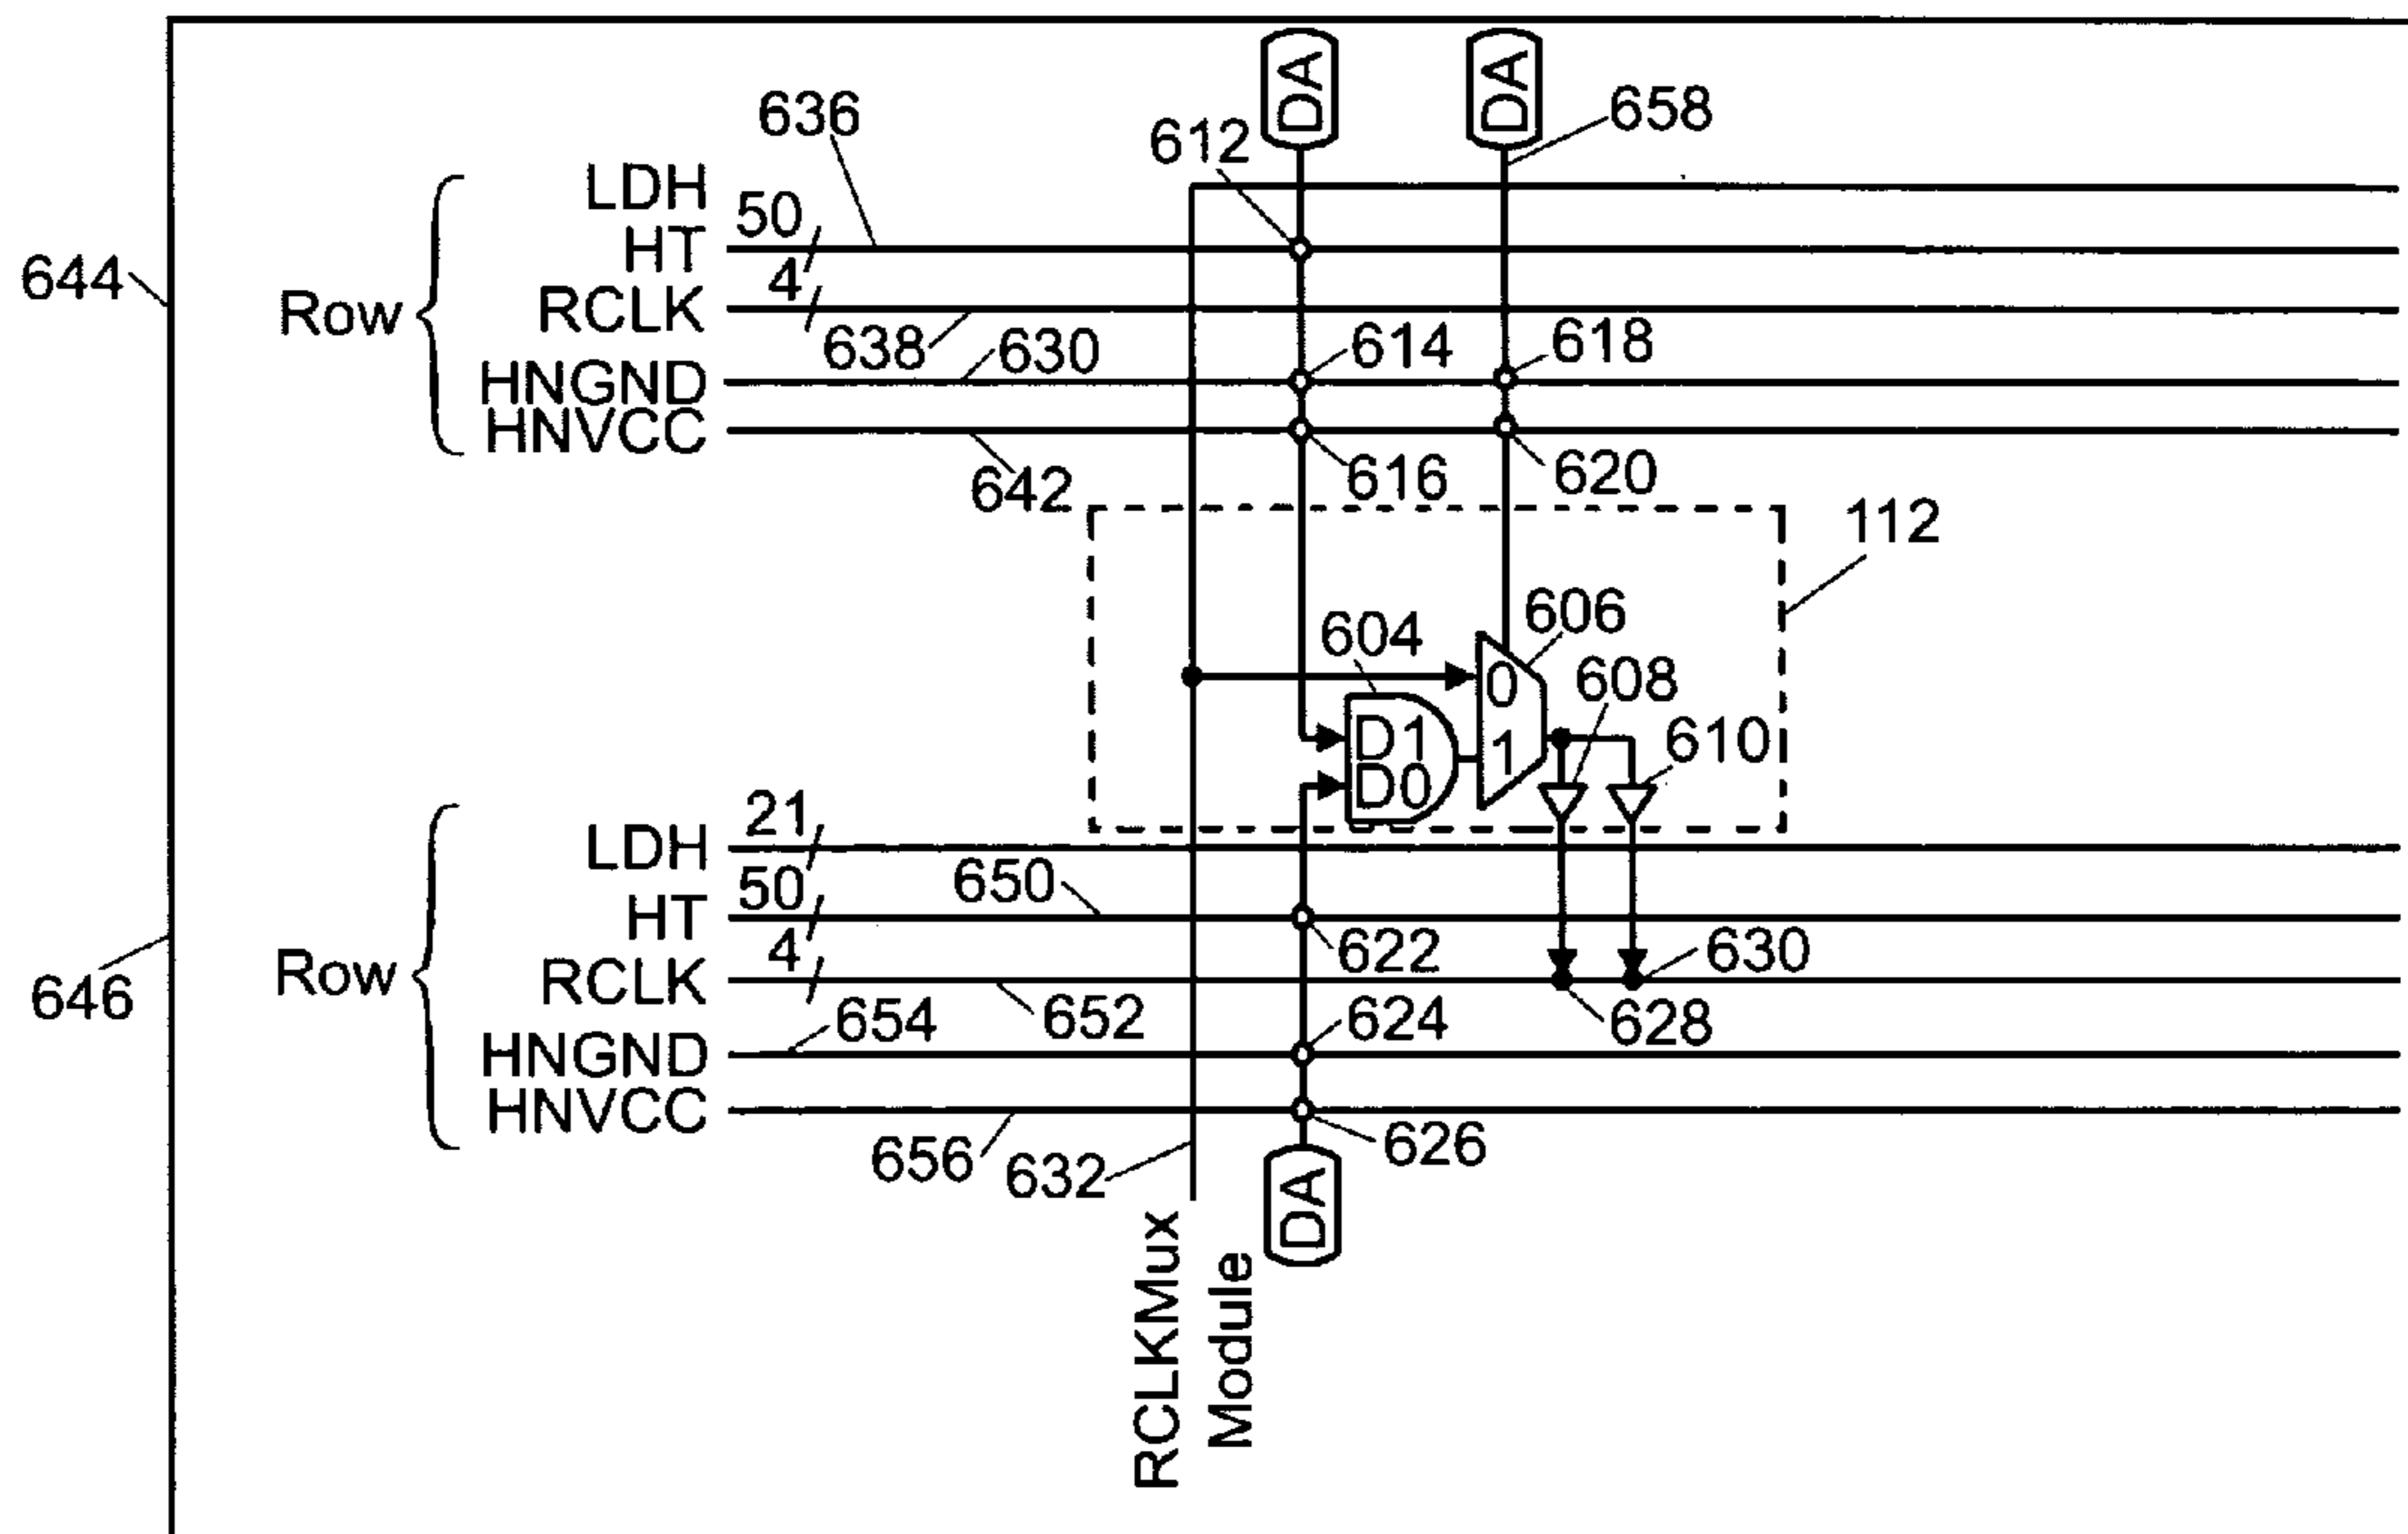 DA
DA
636
658
612
LDH
50
HT
4
644
Row
RCLK
638
630
614
618
HNGND
HNVCC
642
616
620
112
606
604
0
608
D1
1
610
D0
21
LDH
50
650
HT
4
622
630
Row
RCLK
646
654
652
624
628
HNGND
HNVCC
656
632
626
DA
RCLKMux
Module